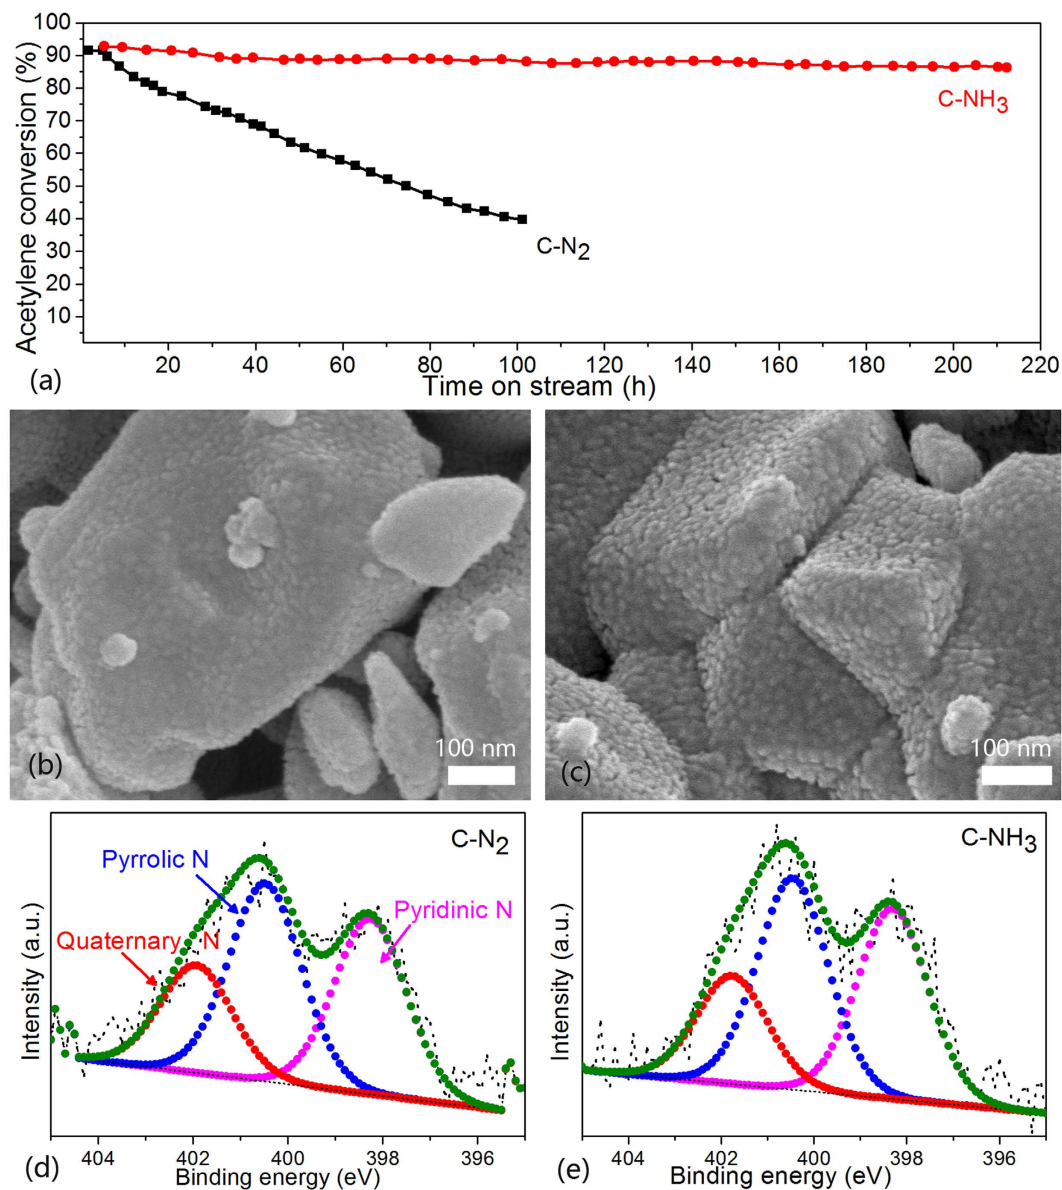 100
90
80
70
60
50
40
30
20
10
Acetylene conversion (%)
C-NH3
C-N2
20 40 60 80 100 120 140 160 180 200 220
Time on stream (h)
(a)
(b)
100 nm
(c)
100 nm
C-N2
Pyrrolic N
Pyridinic N
Quaternary N
Intensity (a.u.)
404 402 400 398 396
Binding energy (eV)
(d)
C-NH3
Intensity (a.u.)
404 402 400 398 396
Binding energy (eV)
(e)